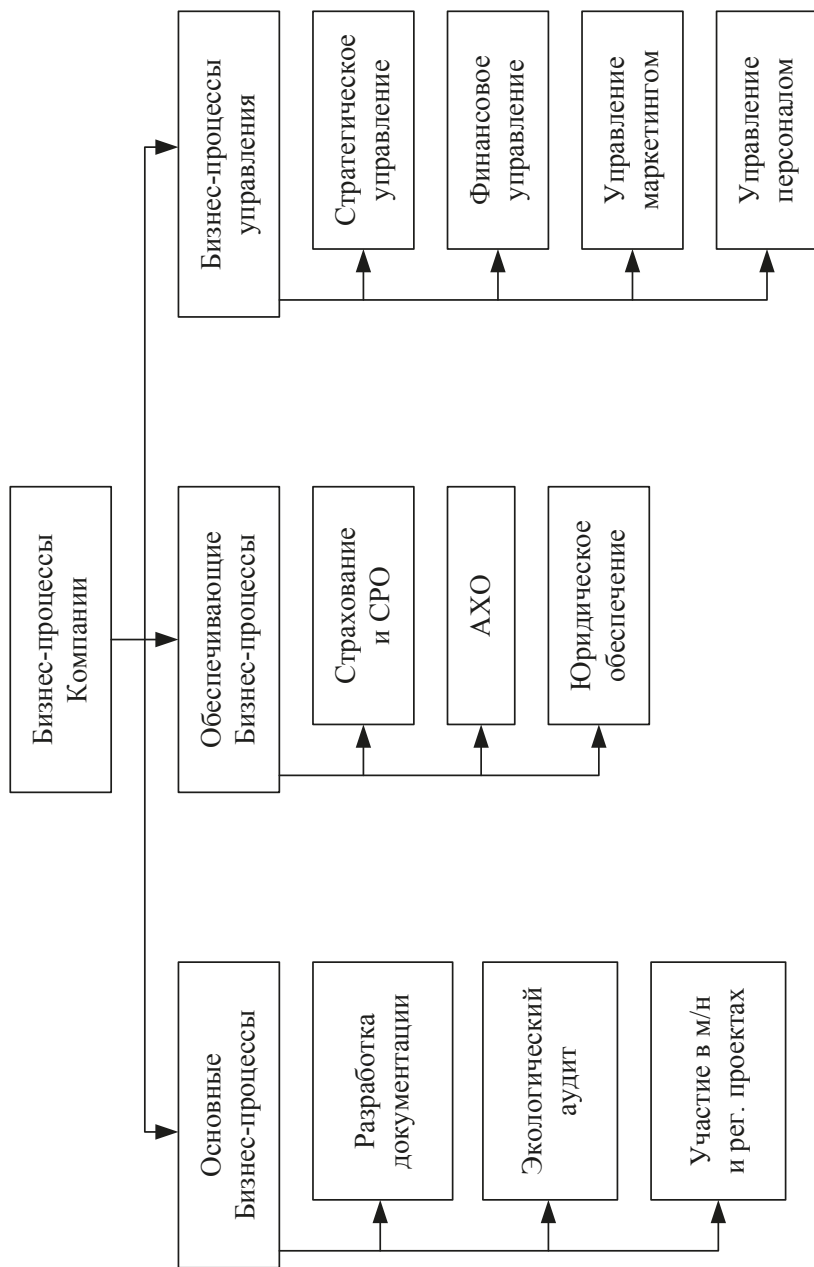 Бизнес-процессы
Компании
Основные
Бизнес-процессы
Разработка
документации
Экологический
аудит
Участие в м/н
и рег. проектах
Обеспечивающие
Бизнес-процессы
Страхование
и СРО
АХО
Юридическое
обеспечение
Бизнес-процессы
управления
Стратегическое
управление
Финансовое
управление
Управление
маркетингом
Управление
персоналом